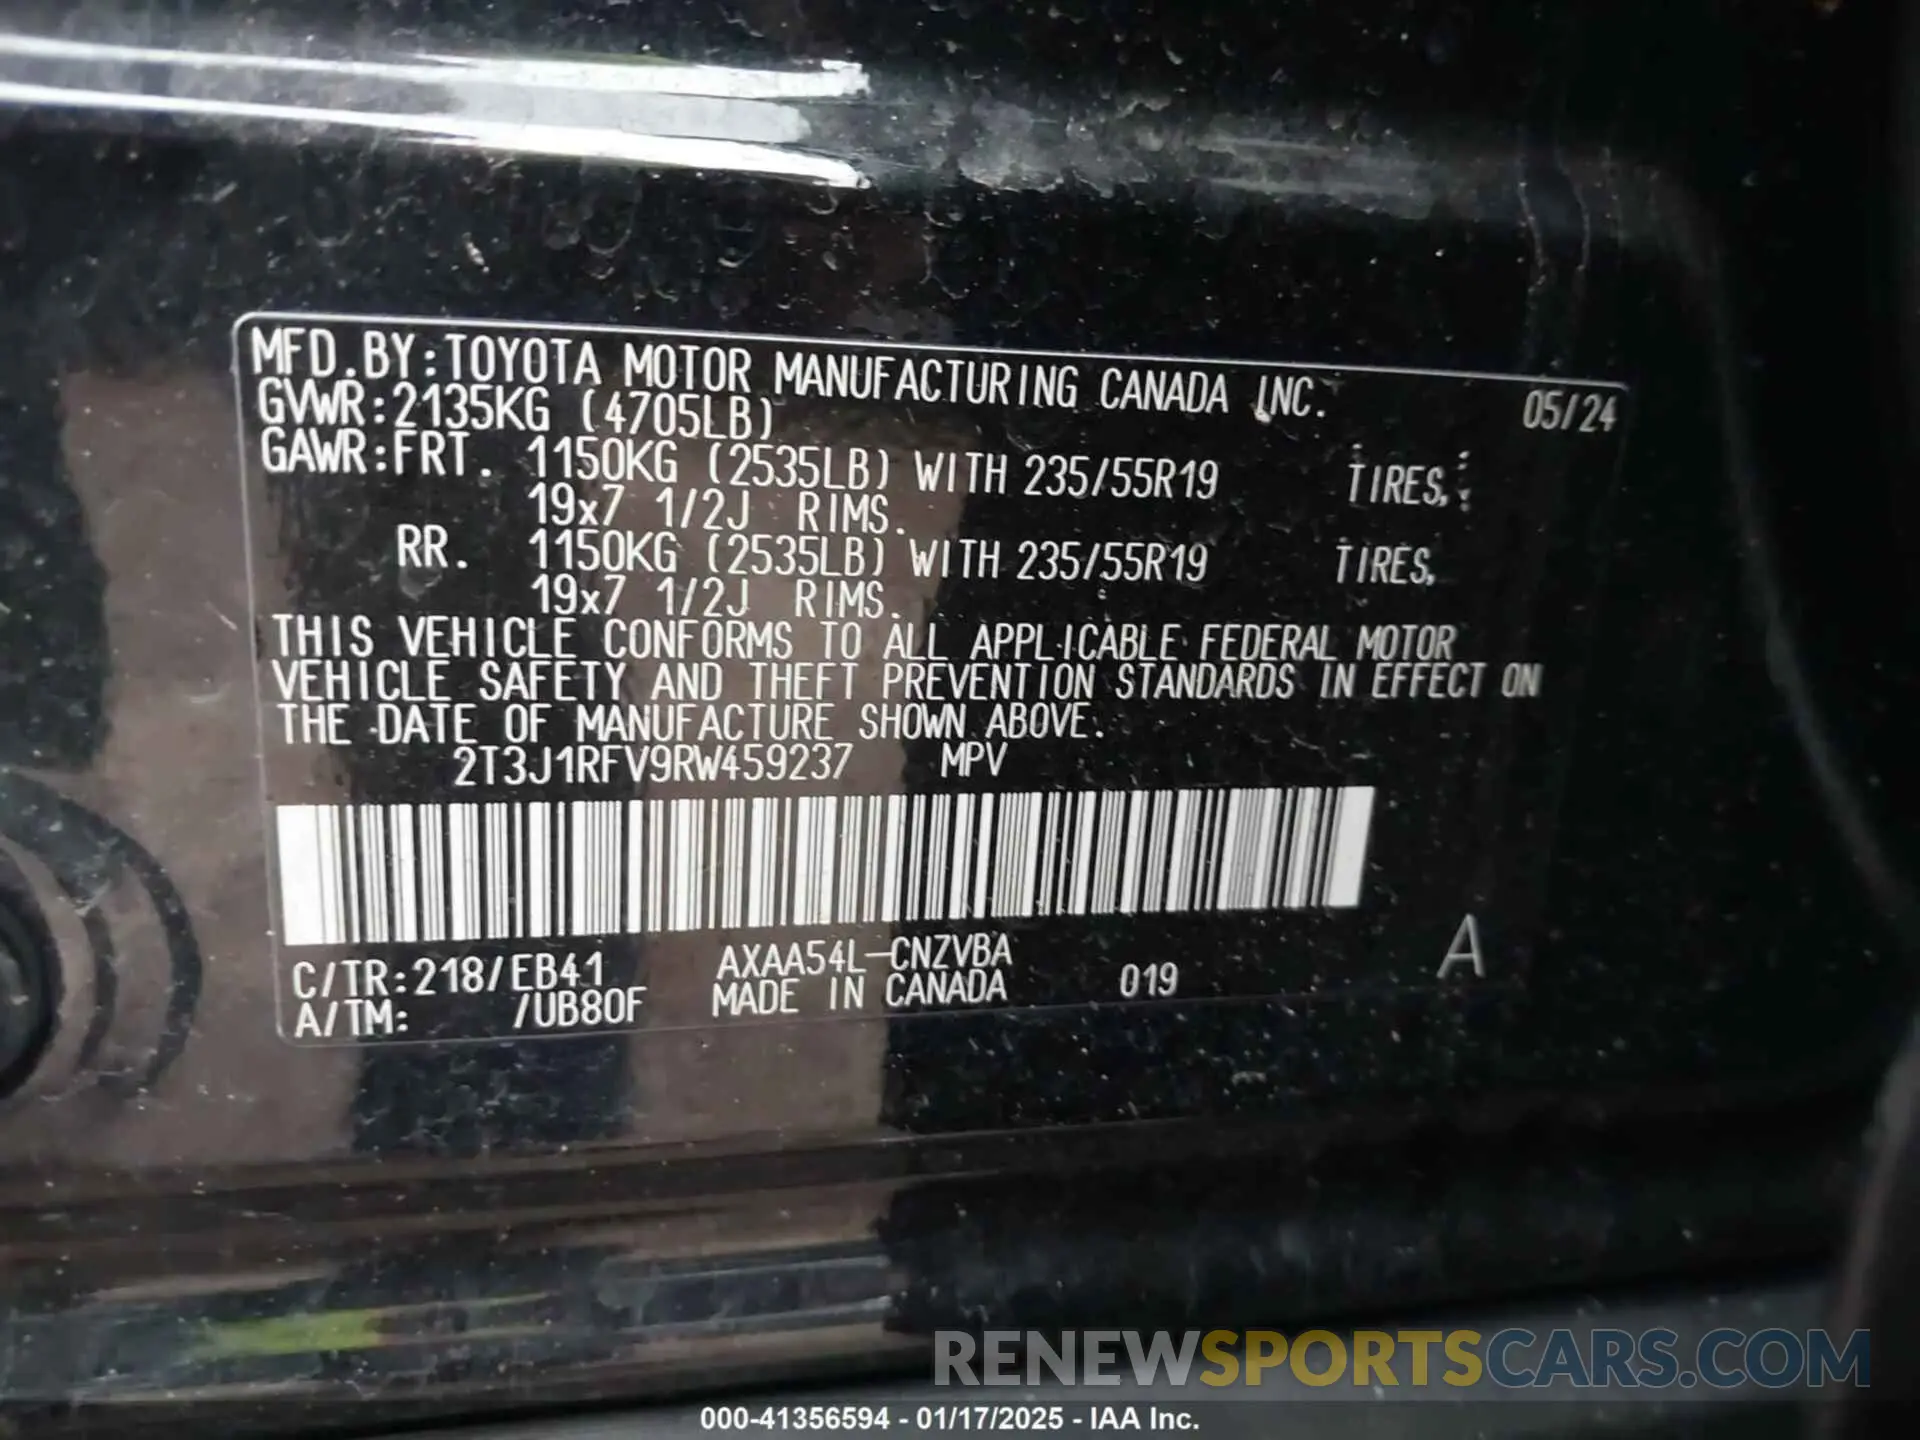 MFD.BY:TOYOTA MOTOR MANUFACTURING CANADA INC. 05/24
GVWR:2135KG (4705LB)
GAWR:FRT. 1150KG (2535LB) WITH 235/55R19 TIRES,
19x7 1/2J RIMS.
RR. 1150KG (2535LB) WITH 235/55R19 TIRES,
19x7 1/2J RIMS.
THIS VEHICLE CONFORMS TO ALL APPLICABLE FEDERAL MOTOR
VEHICLE SAFETY AND THEFT PREVENTION STANDARDS IN EFFECT ON
THE DATE OF MANUFACTURE SHOWN ABOVE.
2T3J1RFV9RW459237 MPV
C/TR:218/EB41 AXAA54L-CNZVBA A
A/TM: /UB80F MADE IN CANADA 019
RENEWSPORTSCARS.COM
000-41356594 - 01/17/2025 - IAA Inc.